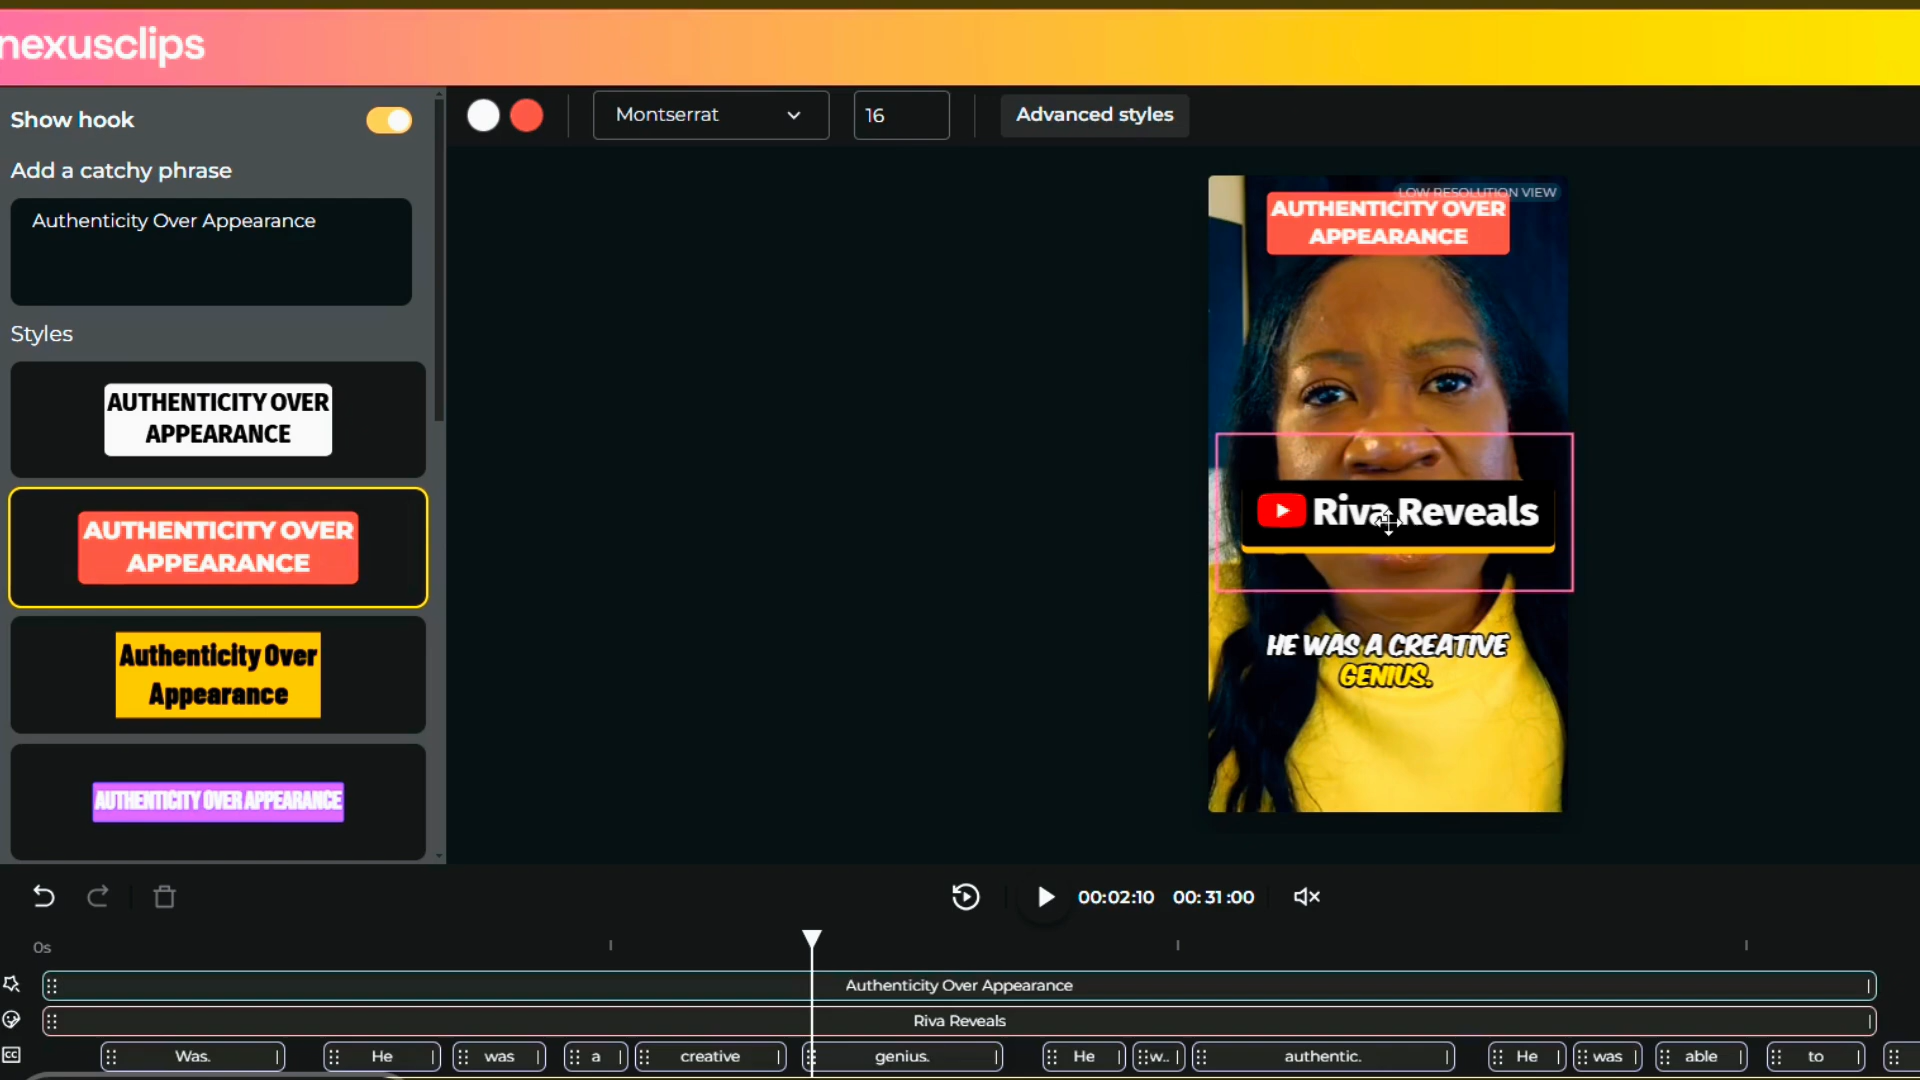 nexusclips
Show hook
Montserrat
16
Advanced styles
Add a catchy phrase
Authenticity Over Appearance
Styles
AUTHENTICITY OVER
APPEARANCE
AUTHENTICITY OVER
APPEARANCE
Authenticity Over
Appearance
AUTHENTICITY OVER APPEARANCE
LOW RESOLUTION VIEW
AUTHENTICITY OVER
APPEARANCE
Riva Reveals
HE WAS A CREATIVE
GENIUS.
00:02:10 00:31:00
0s
Authenticity Over Appearance
Riva Reveals
CC Was. He was a creative genius. He w.. authentic. He was able to